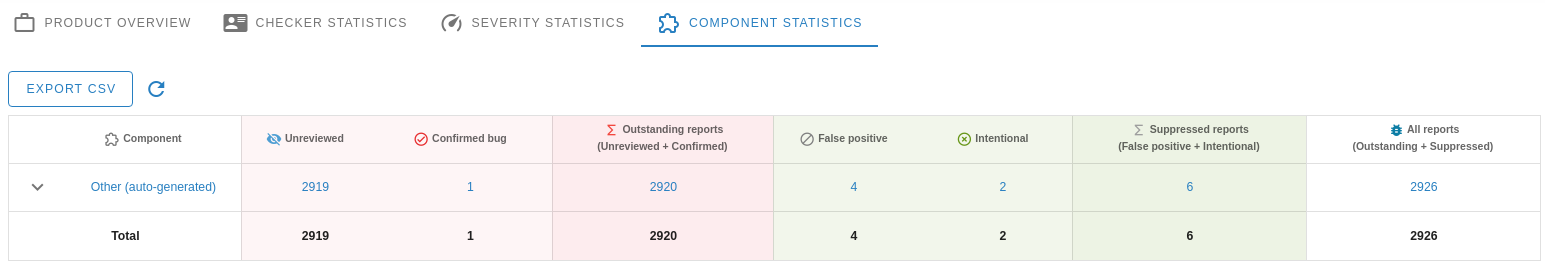 PRODUCT OVERVIEW CHECKER STATISTICS SEVERITY STATISTICS COMPONENT STATISTICS
EXPORT CSV
Component Unreviewed Confirmed bug Outstanding reports (Unreviewed + Confirmed) False positive Intentional Suppressed reports (False positive + Intentional) All reports (Outstanding + Suppressed)
Other (auto-generated) 2919 1 2920 4 2 6 2926
Total 2919 1 2920 4 2 6 2926